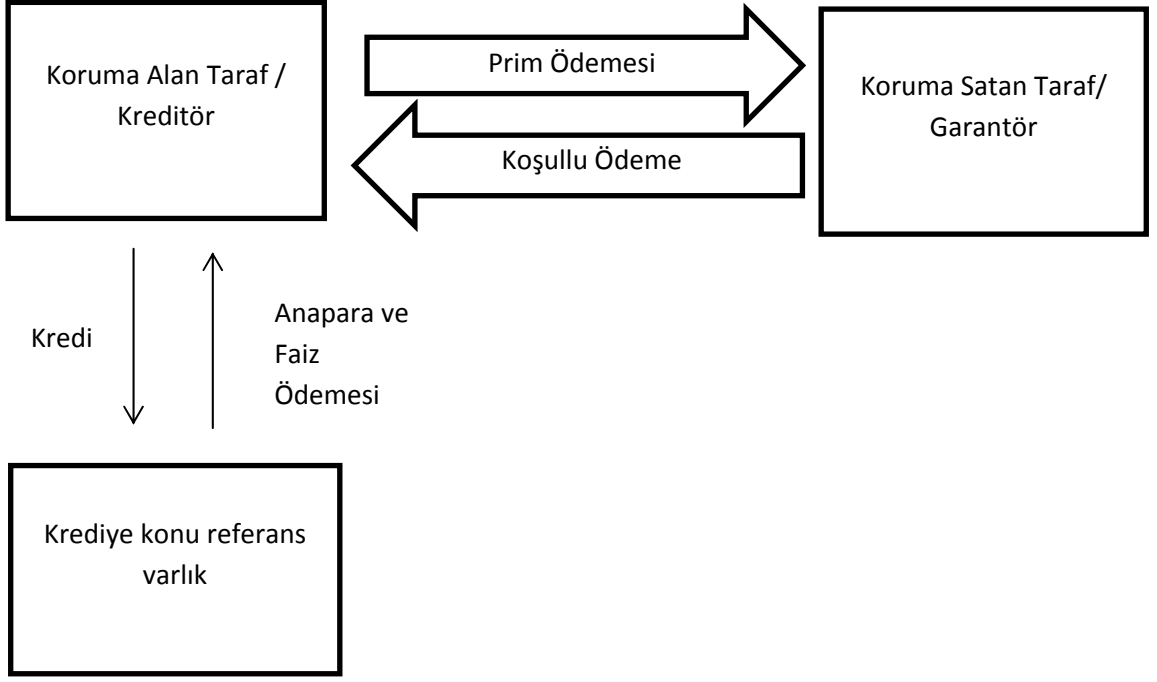 Koruma Alan Taraf /
Kreditör
Prim Ödemesi
Koşullu Ödeme
Koruma Satan Taraf/
Garantör
Kredi
Anapara ve
Faiz
Ödemesi
Krediye konu referans
varlık